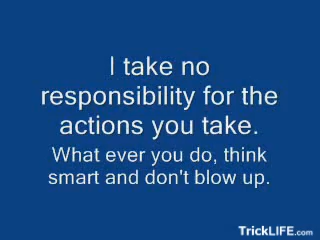 I take no
responsibility for the
actions you take.
What ever you do, think
smart and don't blow up.
TrickLIFE.com